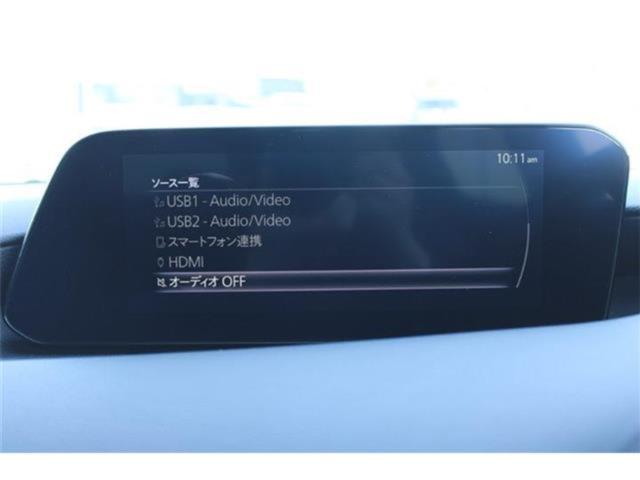 10:11 am
ソース一覧
USB1 - Audio/Video
USB2 - Audio/Video
スマートフォン連携
HDMI
オーディオ OFF